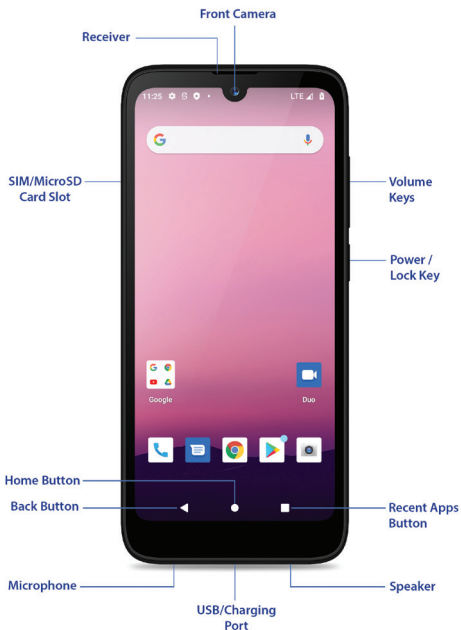 Front Camera
Receiver
11:25
LTE
SIM/MicroSD
Card Slot
Volume
Keys
Power /
Lock Key
Google
Duo
Home Button
Back Button
Recent Apps
Button
Microphone
Speaker
USB/Charging
Port